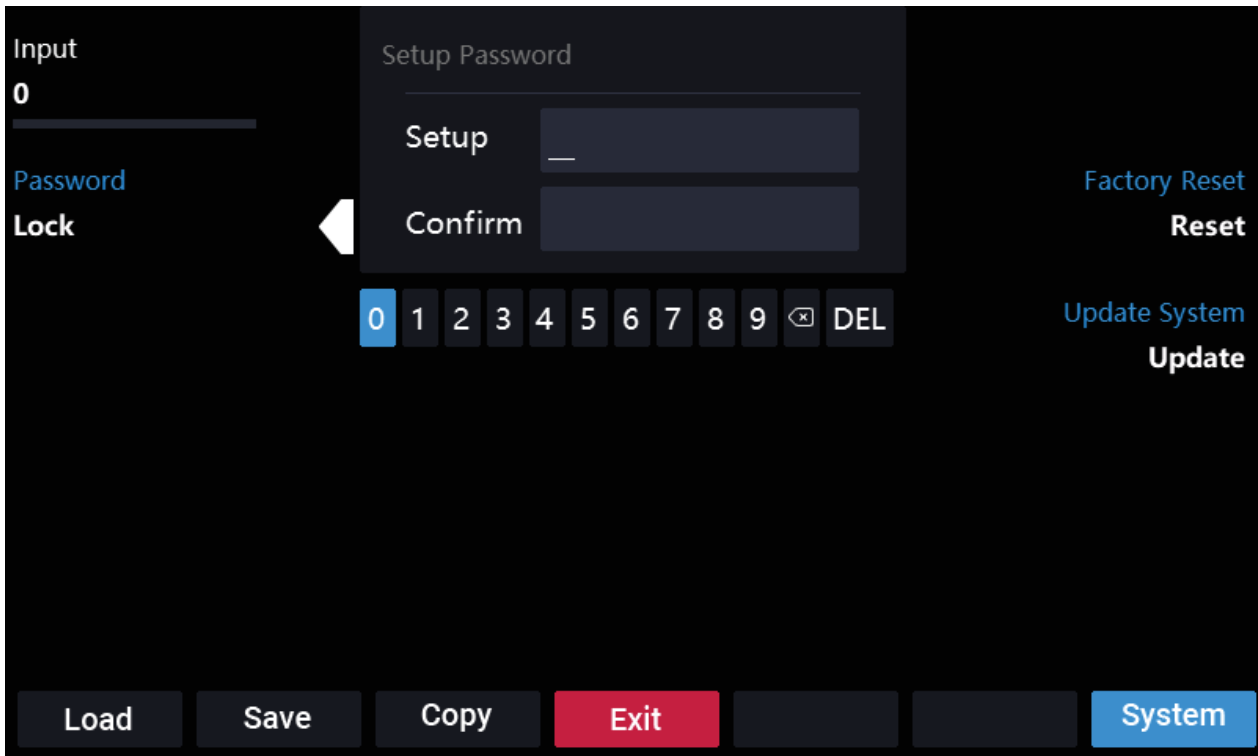 Input
0
Password
Lock
Setup Password
Setup
Confirm
0 1 2 3 4 5 6 7 8 9 ⌫ DEL
Factory Reset
Reset
Update System
Update
Load Save Copy Exit System